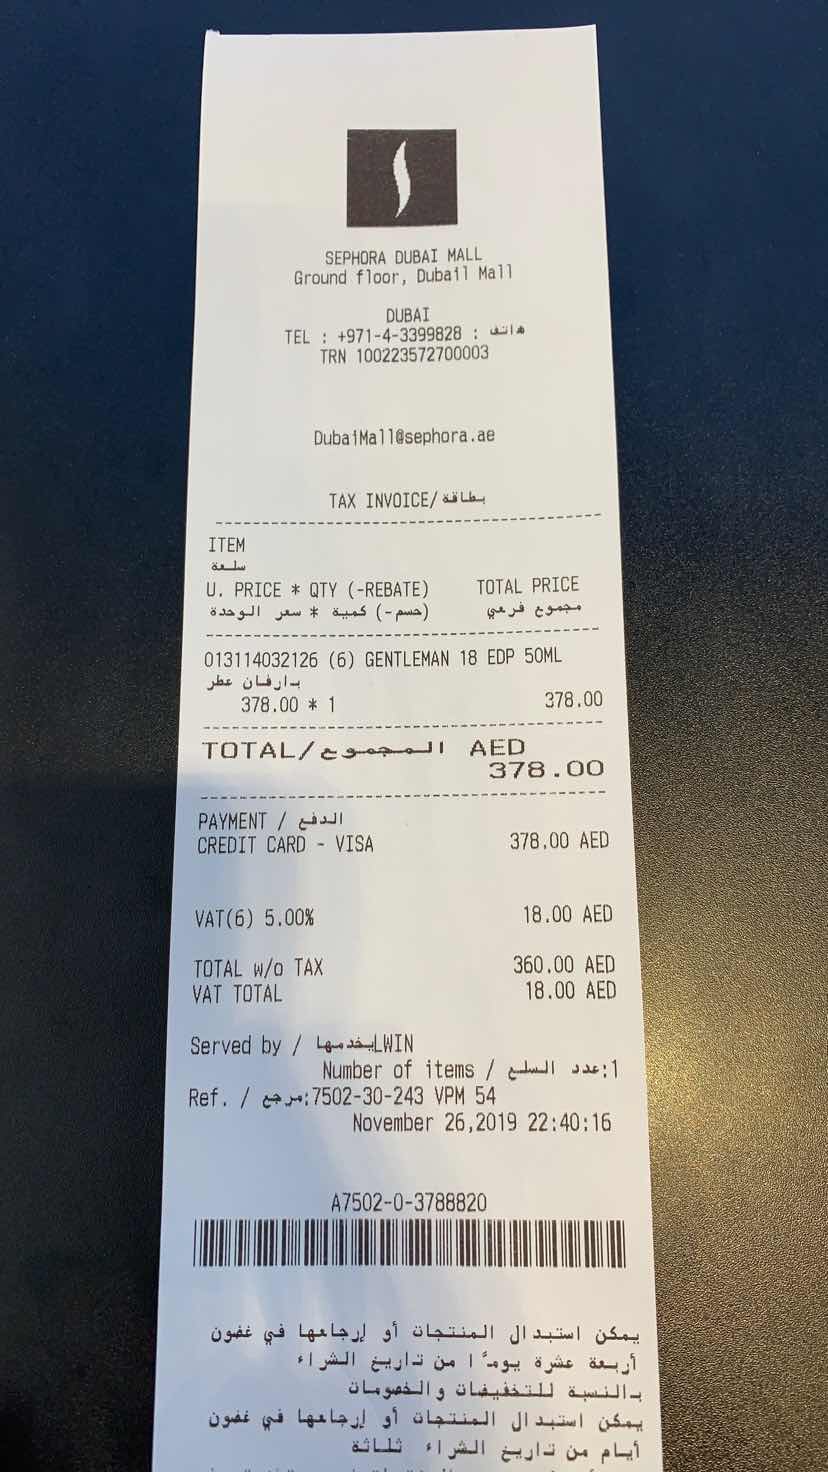 SEPHORA DUBAI MALL
Ground floor, Dubail Mall
DUBAI
TEL : +971-4-3399828 : هاتف
TRN 100223572700003
DubaiMall@sephora.ae
TAX INVOICE/بطاقة
ITEM
سلعة
U. PRICE * QTY (-REBATE) TOTAL PRICE
(حسم-) كمية * سعر الوحدة مجموع فرعي
013114032126 (6) GENTLEMAN 18 EDP 50ML
بارفان عطر
378.00 * 1 378.00
TOTAL/المجموع AED
378.00
PAYMENT / الدفع
CREDIT CARD - VISA 378.00 AED
VAT(6) 5.00% 18.00 AED
TOTAL w/o TAX 360.00 AED
VAT TOTAL 18.00 AED
Served by / يخدمها LWIN
Number of items / عدد السلع:1
Ref. / مرجع:7502-30-243 VPM 54
November 26,2019 22:40:16
A7502-0-3788820
يمكن استبدال المنتجات أو إرجاعها في غضون
أربعة عشرة يومًا من تاريخ الشراء
بالنسبة للتخفيضات والخصومات
يمكن استبدال المنتجات أو إرجاعها في غضون
أيام من تاريخ الشراء ثلاثة